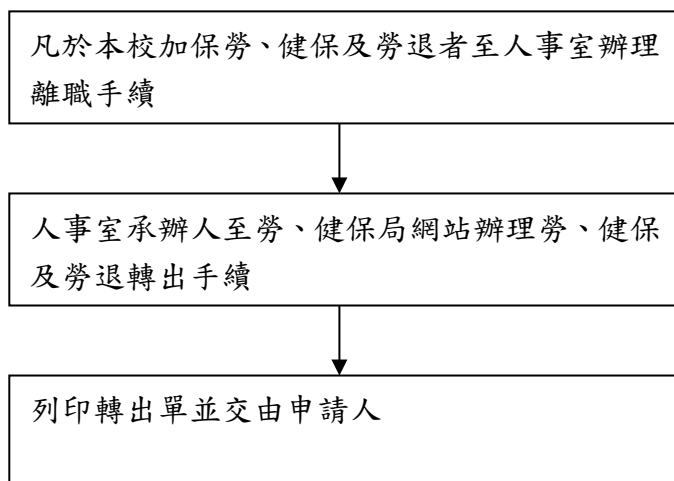 凡於本校加保勞、健保及勞退者至人事室辦理
離職手續
人事室承辦人至勞、健保局網站辦理勞、健保
及勞退轉出手續
列印轉出單並交由申請人